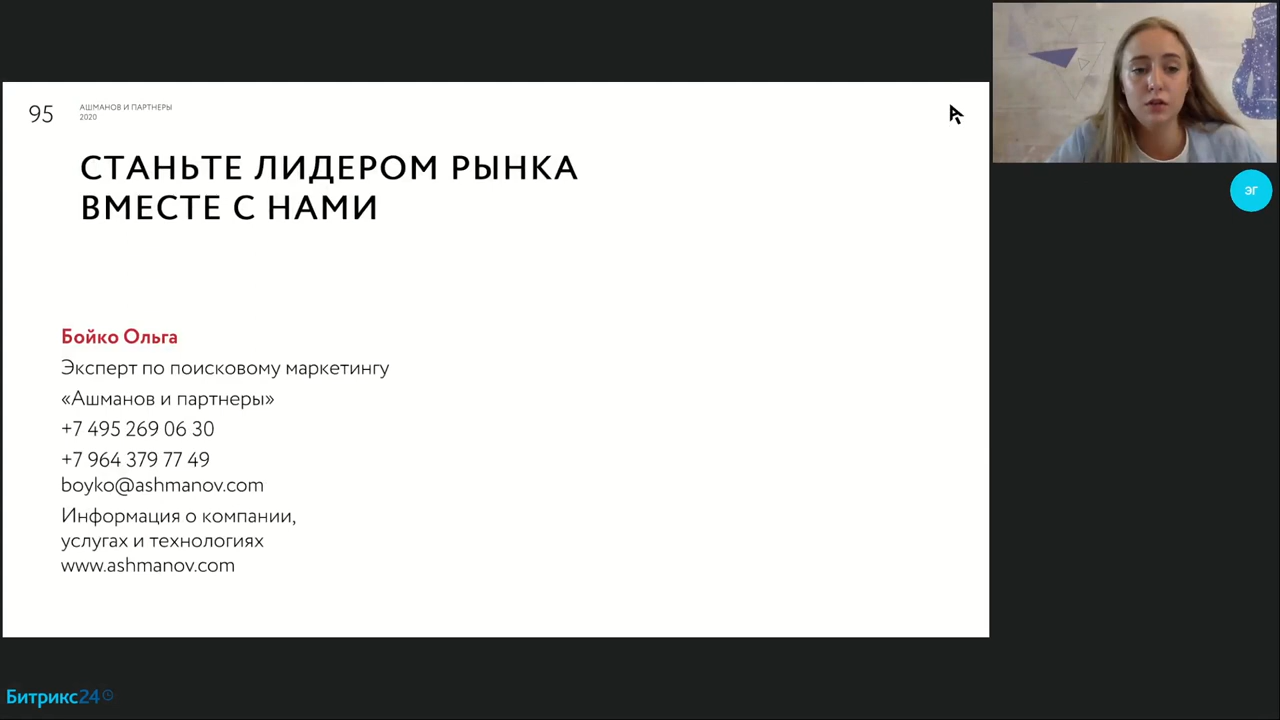 95
АШМАНОВ И ПАРТНЕРЫ
2020
СТАНЬТЕ ЛИДЕРОМ РЫНКА
ВМЕСТЕ С НАМИ
Бойко Ольга
Эксперт по поисковому маркетингу
«Ашманов и партнеры»
+7 495 269 06 30
+7 964 379 77 49
boyko@ashmanov.com
Информация о компании,
услугах и технологиях
www.ashmanov.com
ЭГ
Битрикс24